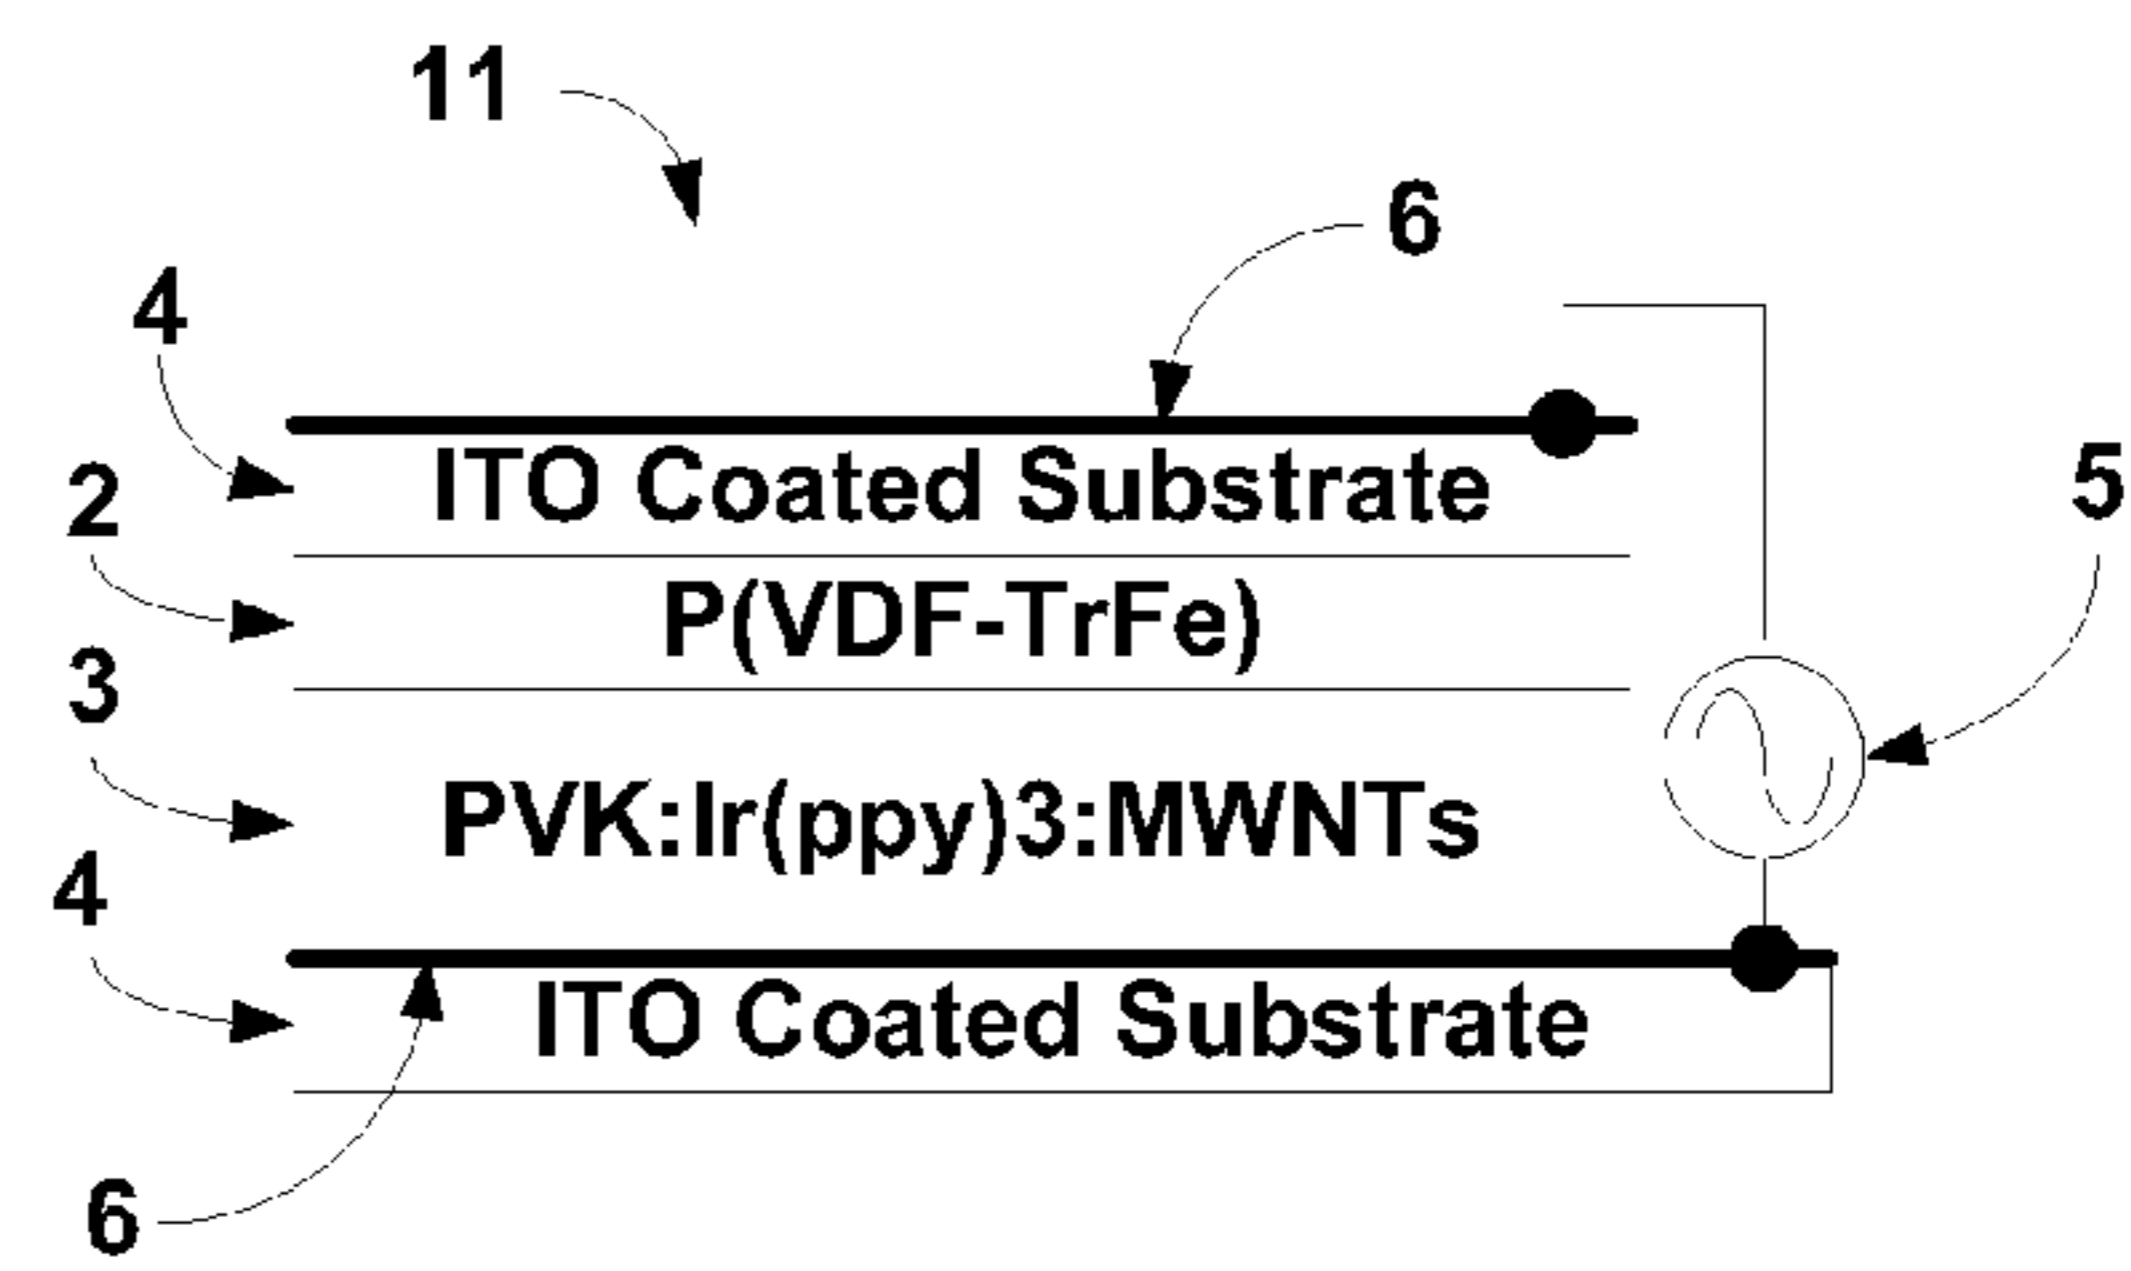 11
6
4
ITO Coated Substrate
2
5
P(VDF-TrFe)
3
PVK:Ir(ppy)3:MWNTs
4
ITO Coated Substrate
6